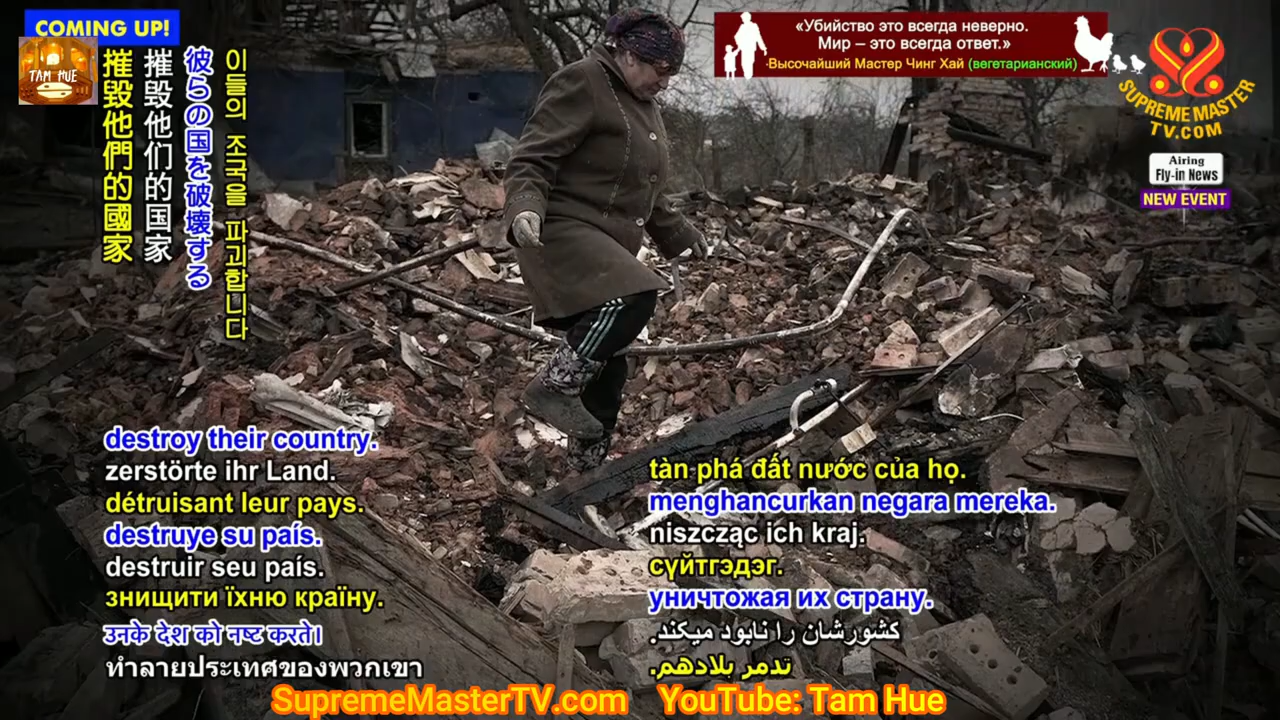 COMING UP!
TAM HUE
摧毀他們的國家
摧毁他们的国家
彼らの国を破壊する
이들의 조국을 파괴합니다
«Убийство это всегда неверно.
Мир – это всегда ответ.»
-Высочайший Мастер Чинг Хай (вегетарианский)
SUPREME MASTER
TV.COM
Airing
Fly-in News
NEW EVENT
destroy their country.
zerstörte ihr Land.
détruisant leur pays.
destruye su país.
destruir seu país.
знищити їхню країну.
उनके देश को नष्ट करते।
ทำลายประเทศของพวกเขา
tàn phá đất nước của họ.
menghancurkan negara mereka.
niszcząc ich kraj.
сүйтгэдэг.
уничтожая их страну.
کشورشان را نابود میکند.
تدمر بلادهم.
SupremeMasterTV.com YouTube: Tam Hue